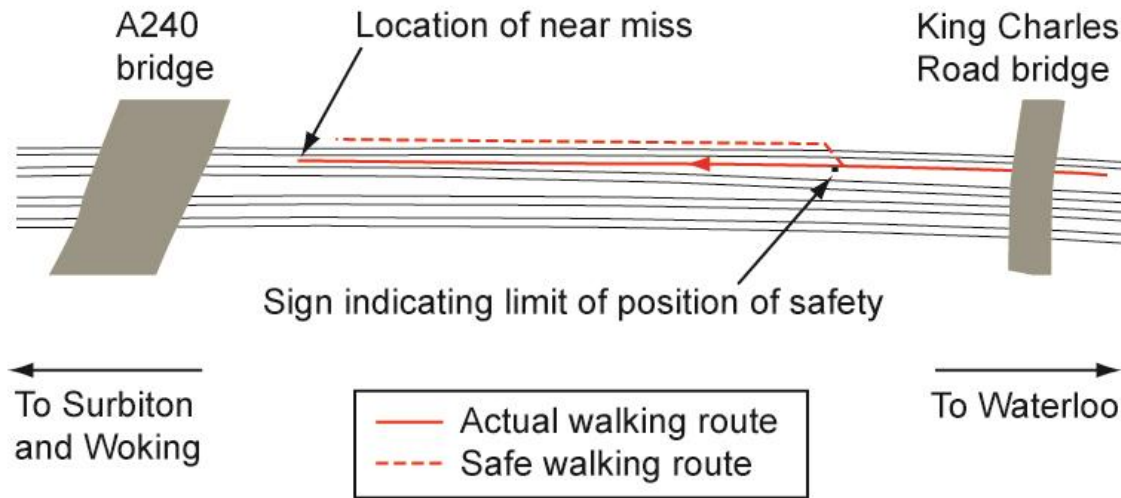 A240
bridge
Location of near miss
King Charles
Road bridge
Sign indicating limit of position of safety
To Surbiton
and Woking
To Waterloo
Actual walking route
Safe walking route